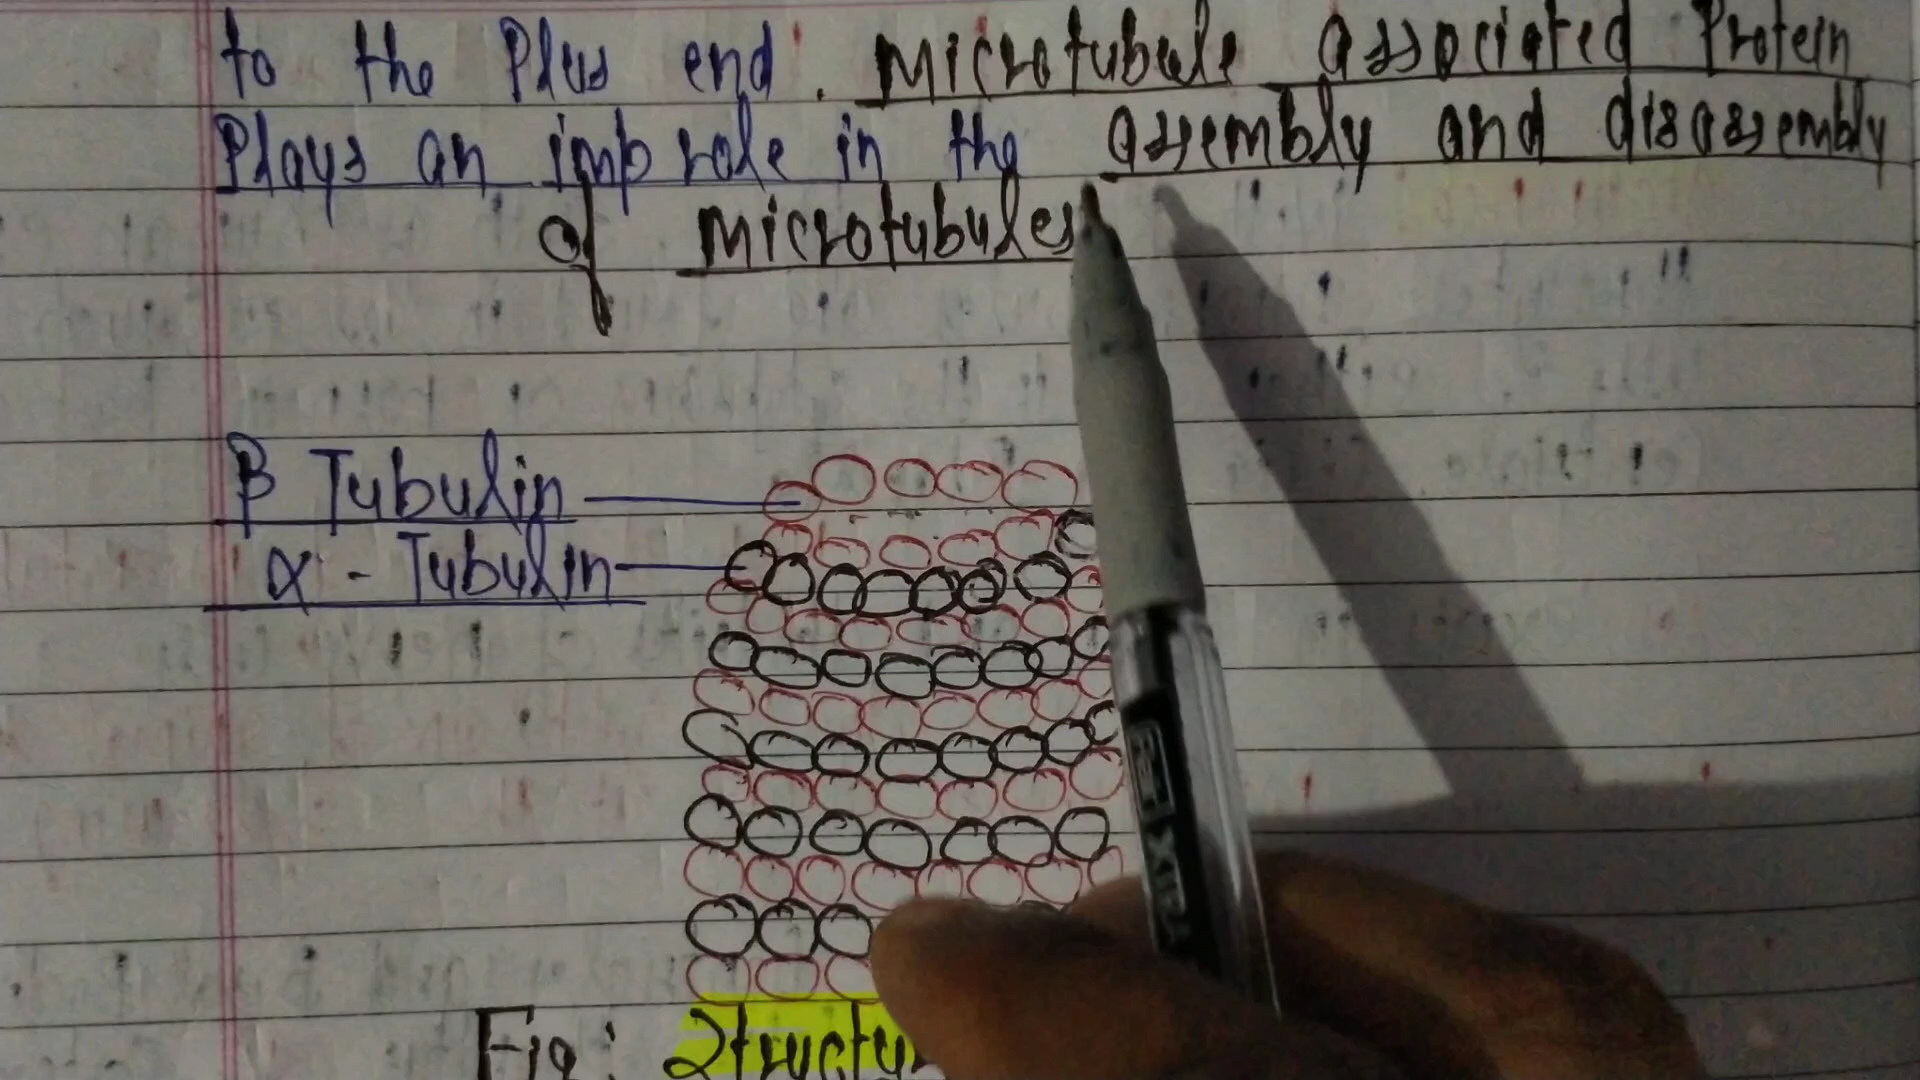 to the Plus end. Microtubule associated Protein
Plays an imp role in the assembly and disassembly
of microtubules
β Tubulin
α - Tubulin
Fig: